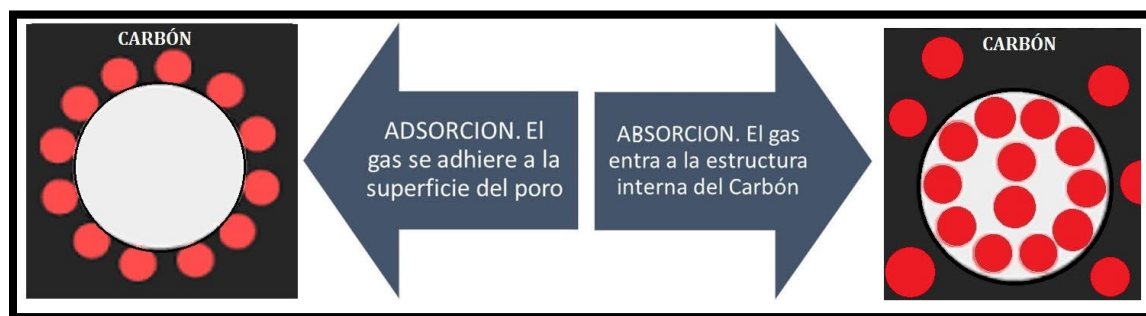 CARBÓN
ADSORCION. El
gas se adhiere a la
superficie del poro
ABSORCION. El gas
entra a la estructura
interna del Carbón
CARBÓN